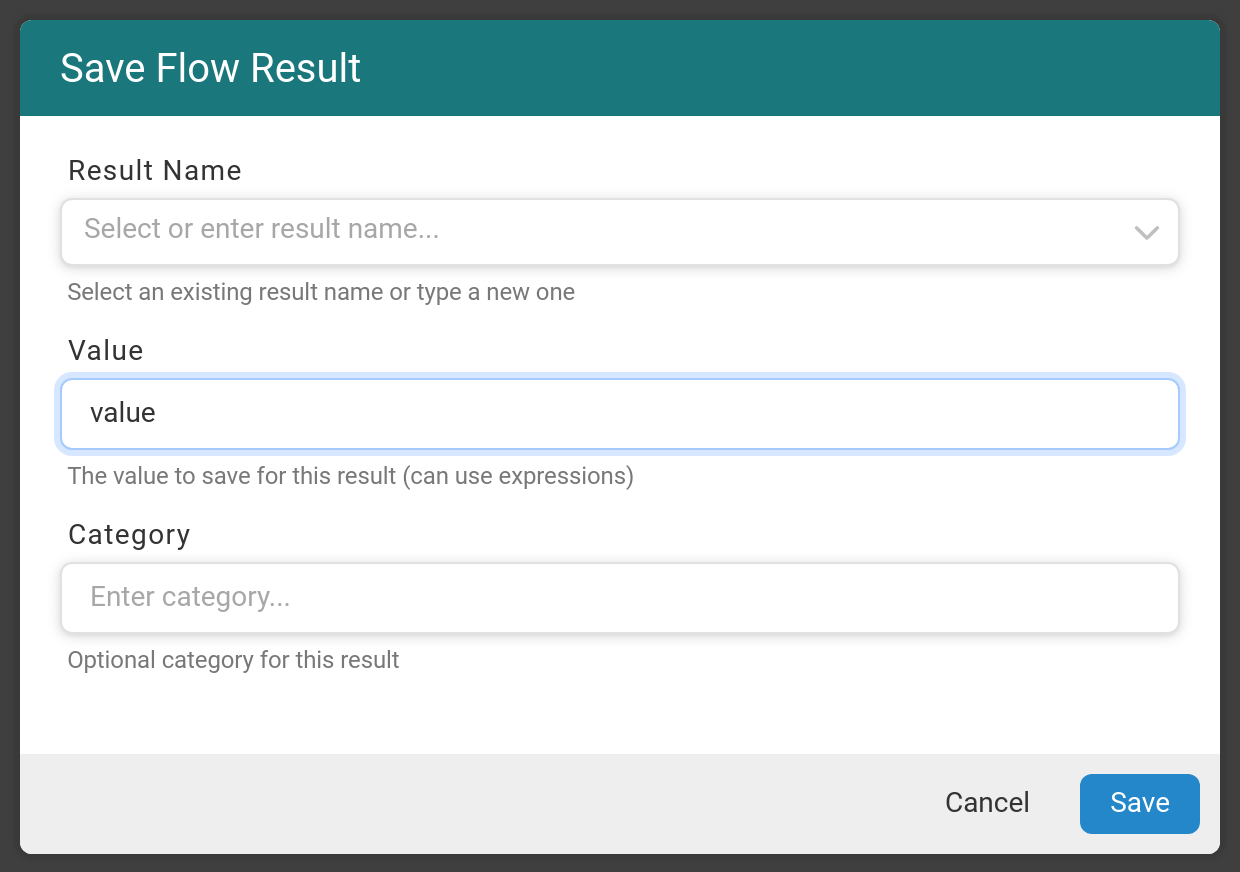 Save Flow Result
Result Name
Select or enter result name...
Select an existing result name or type a new one
Value
value
The value to save for this result (can use expressions)
Category
Enter category...
Optional category for this result
Cancel Save